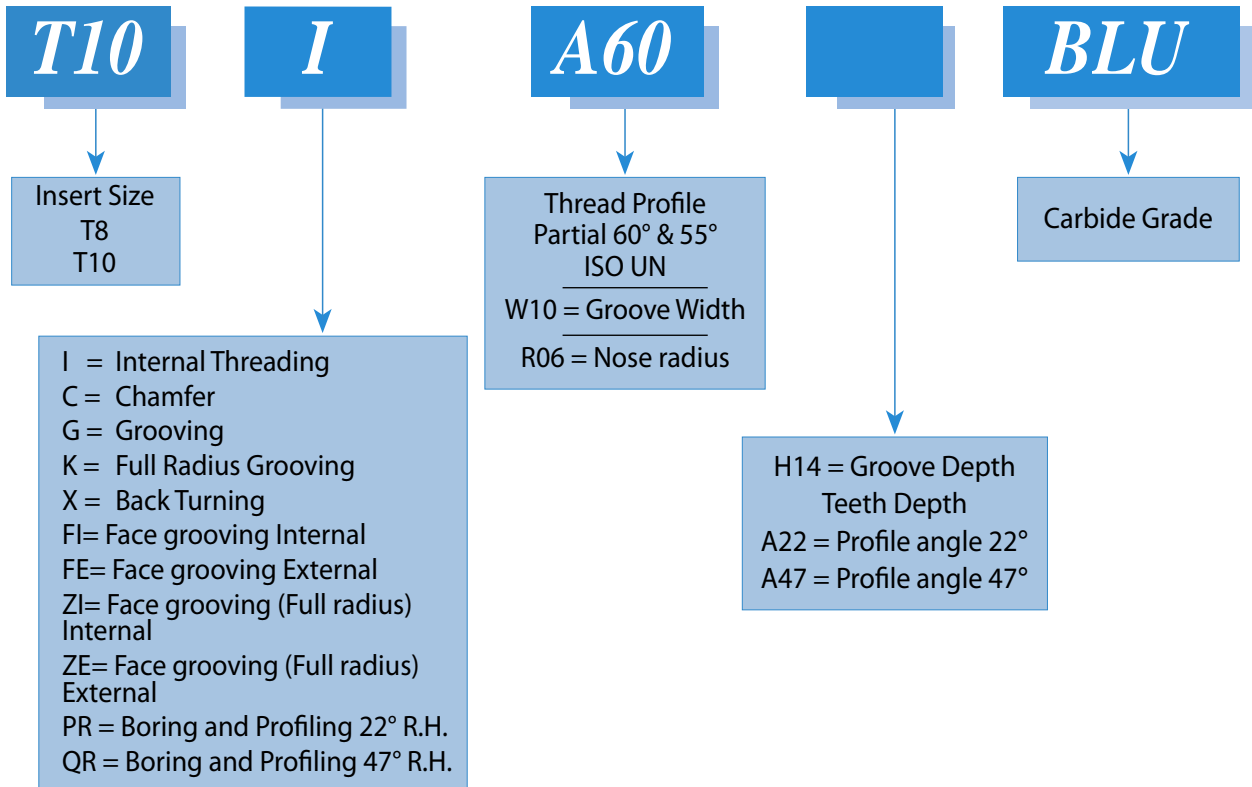 T10
I
A60
BLU
Insert Size
T8
T10
I = Internal Threading
C = Chamfer
G = Grooving
K = Full Radius Grooving
X = Back Turning
FI= Face grooving Internal
FE= Face grooving External
ZI= Face grooving (Full radius)
Internal
ZE= Face grooving (Full radius)
External
PR = Boring and Profiling 22° R.H.
QR = Boring and Profiling 47° R.H.
Thread Profile
Partial 60° & 55°
ISO UN
W10 = Groove Width
R06 = Nose radius
H14 = Groove Depth
Teeth Depth
A22 = Profile angle 22°
A47 = Profile angle 47°
Carbide Grade